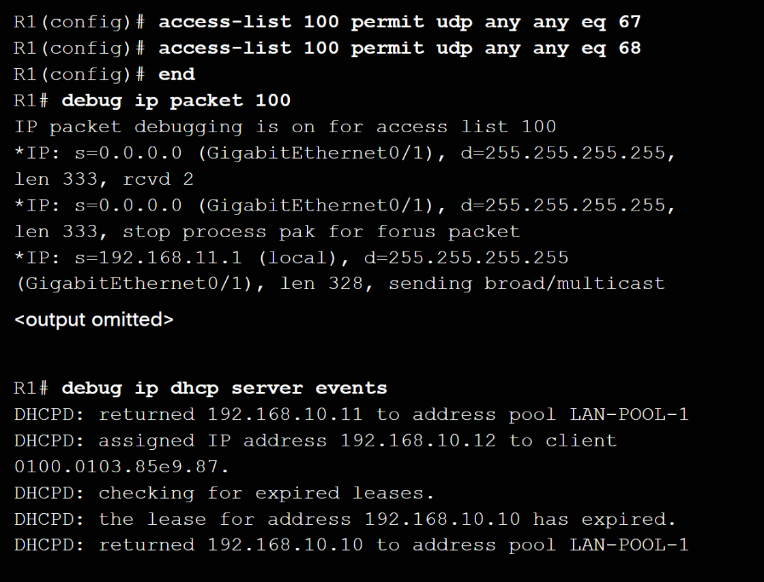 R1(config)# access-list 100 permit udp any any eq 67
R1(config)# access-list 100 permit udp any any eq 68
R1(config)# end
R1# debug ip packet 100
IP packet debugging is on for access list 100
*IP: s=0.0.0.0 (GigabitEthernet0/1), d=255.255.255.255,
len 333, rcvd 2
*IP: s=0.0.0.0 (GigabitEthernet0/1), d=255.255.255.255,
len 333, stop process pak for forus packet
*IP: s=192.168.11.1 (local), d=255.255.255.255
(GigabitEthernet0/1), len 328, sending broad/multicast
<output omitted>
R1# debug ip dhcp server events
DHCPD: returned 192.168.10.11 to address pool LAN-POOL-1
DHCPD: assigned IP address 192.168.10.12 to client
0100.0103.85e9.87.
DHCPD: checking for expired leases.
DHCPD: the lease for address 192.168.10.10 has expired.
DHCPD: returned 192.168.10.10 to address pool LAN-POOL-1